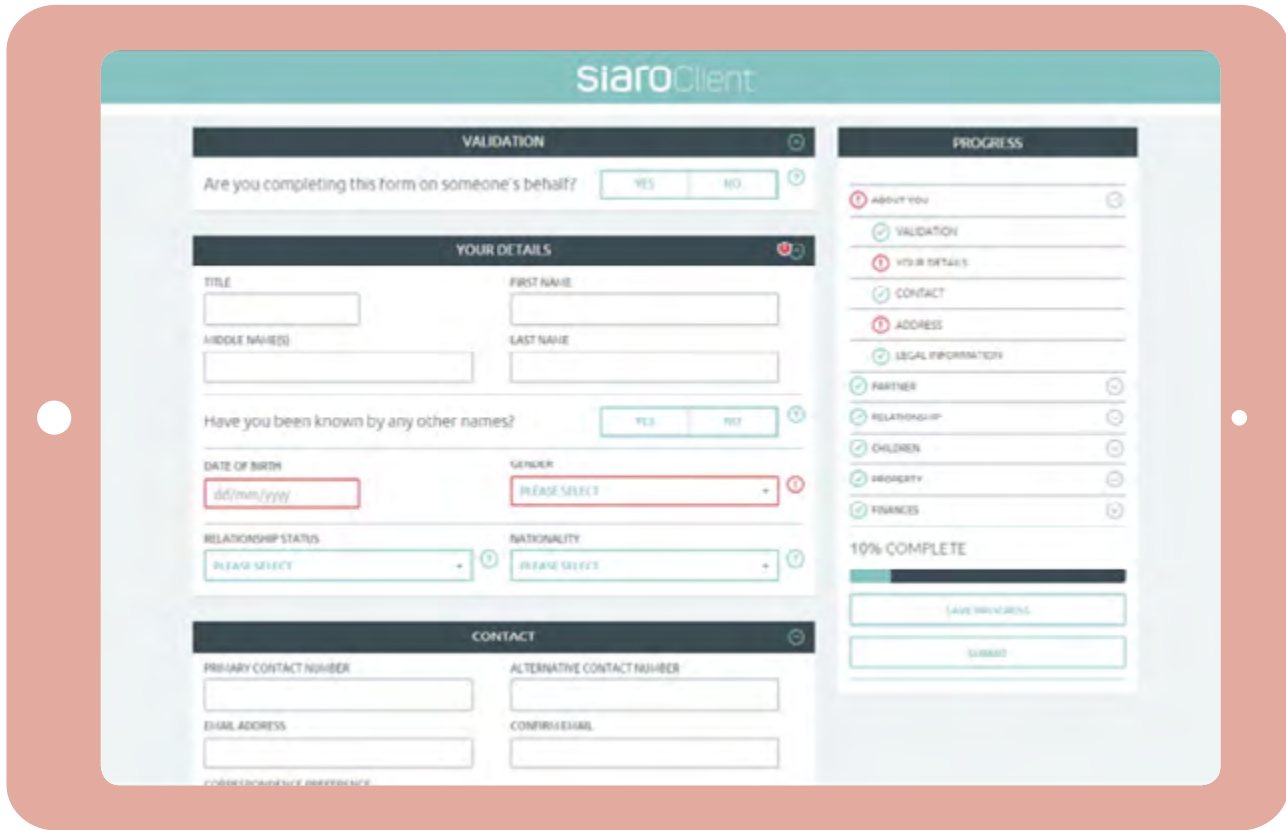 siaroClient
VALIDATION
Are you completing this form on someone's behalf? YES NO
YOUR DETAILS
TITLE FIRST NAME
MIDDLE NAME(S) LAST NAME
Have you been known by any other names? YES NO
DATE OF BIRTH GENDER
dd/mm/yyyy PLEASE SELECT
RELATIONSHIP STATUS NATIONALITY
PLEASE SELECT PLEASE SELECT
CONTACT
PRIMARY CONTACT NUMBER ALTERNATIVE CONTACT NUMBER
EMAIL ADDRESS CONFIRM EMAIL
CORRESPONDENCE PREFERENCE
PROGRESS
ABOUT YOU
VALIDATION
YOUR DETAILS
CONTACT
ADDRESS
LEGAL INFORMATION
PARTNER
RELATIONSHIP
CHILDREN
PROPERTY
FINANCES
10% COMPLETE
SAVE PROGRESS
SUBMIT